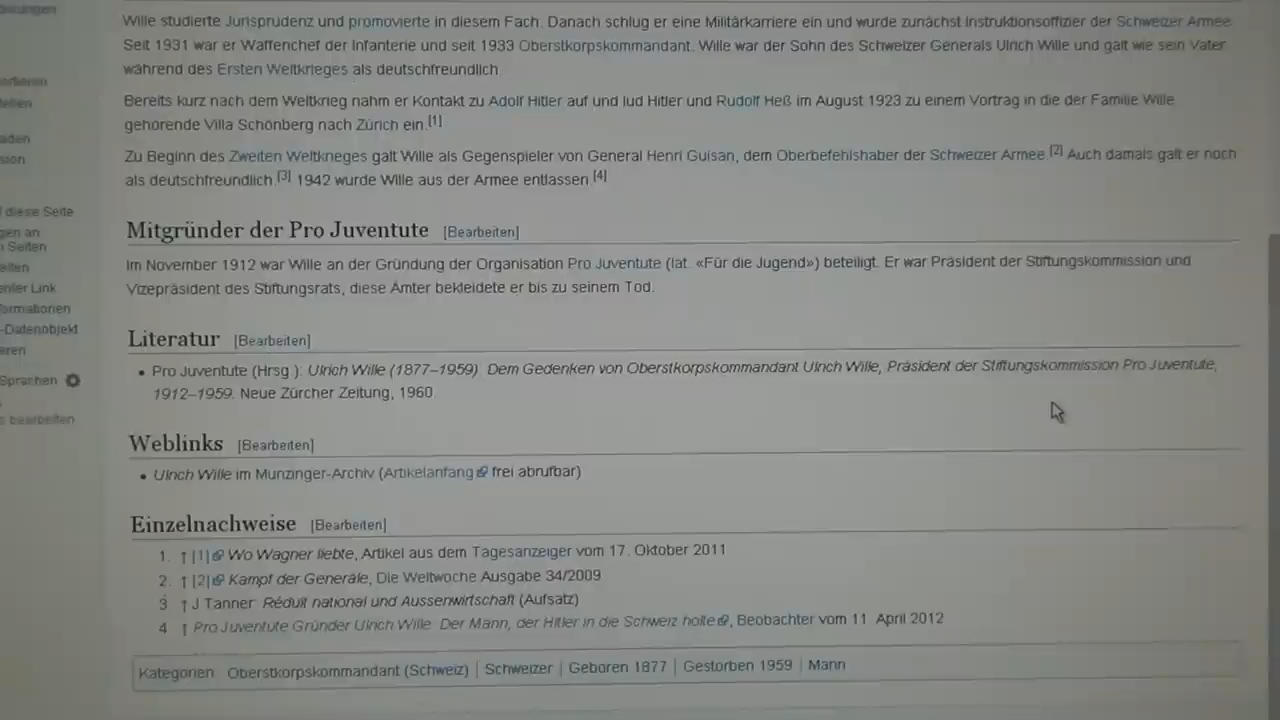 Wille studierte Jurisprudenz und promovierte in diesem Fach. Danach schlug er eine Militärkarriere ein und wurde zunächst Instruktionsoffizier der Schweizer Armee.
Seit 1931 war er Waffenchef der Infanterie und seit 1933 Oberstkorpskommandant. Wille war der Sohn des Schweizer Generals Ulrich Wille und galt wie sein Vater
während des Ersten Weltkrieges als deutschfreundlich.
Bereits kurz nach dem Weltkrieg nahm er Kontakt zu Adolf Hitler auf und lud Hitler und Rudolf Heß im August 1923 zu einem Vortrag in die der Familie Wille
gehörende Villa Schönberg nach Zürich ein.[1]
Zu Beginn des Zweiten Weltkrieges galt Wille als Gegenspieler von General Henri Guisan, dem Oberbefehlshaber der Schweizer Armee.[2] Auch damals galt er noch
als deutschfreundlich.[3] 1942 wurde Wille aus der Armee entlassen.[4]
diese Seite
gen an
Seiten
Mitgründer der Pro Juventute [Bearbeiten]
Im November 1912 war Wille an der Gründung der Organisation Pro Juventute (lat. «Für die Jugend») beteiligt. Er war Präsident der Stiftungskommission und
Vizepräsident des Stiftungsrats, diese Ämter bekleidete er bis zu seinem Tod.
enter Link
formationen
-Datenobjekt
eren
Literatur [Bearbeiten]
Pro Juventute (Hrsg.): Ulrich Wille (1877–1959). Dem Gedenken von Oberstkorpskommandant Ulrich Wille, Präsident der Stiftungskommission Pro Juventute,
1912–1959. Neue Zürcher Zeitung, 1960.
Sprachen
bearbeiten
Weblinks [Bearbeiten]
Ulrich Wille im Munzinger-Archiv (Artikelanfang frei abrufbar)
Einzelnachweise [Bearbeiten]
1. ↑ [1] Wo Wagner liebte, Artikel aus dem Tagesanzeiger vom 17. Oktober 2011
2. ↑ [2] Kampf der Generäle, Die Weltwoche Ausgabe 34/2009
3. ↑ J Tanner: Réduit national und Aussenwirtschaft (Aufsatz)
4. ↑ Pro Juventute Gründer Ulrich Wille: Der Mann, der Hitler in die Schweiz holte, Beobachter vom 11. April 2012
Kategorien: Oberstkorpskommandant (Schweiz) | Schweizer | Geboren 1877 | Gestorben 1959 | Mann